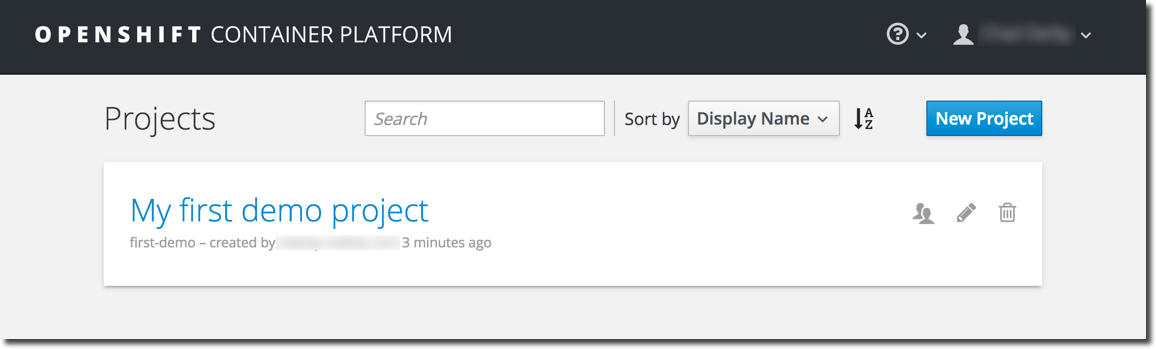 OPENSHIFT CONTAINER PLATFORM
Projects
Search
Sort by
Display Name
A
Z
New Project
My first demo project
first-demo – created by 3 minutes ago